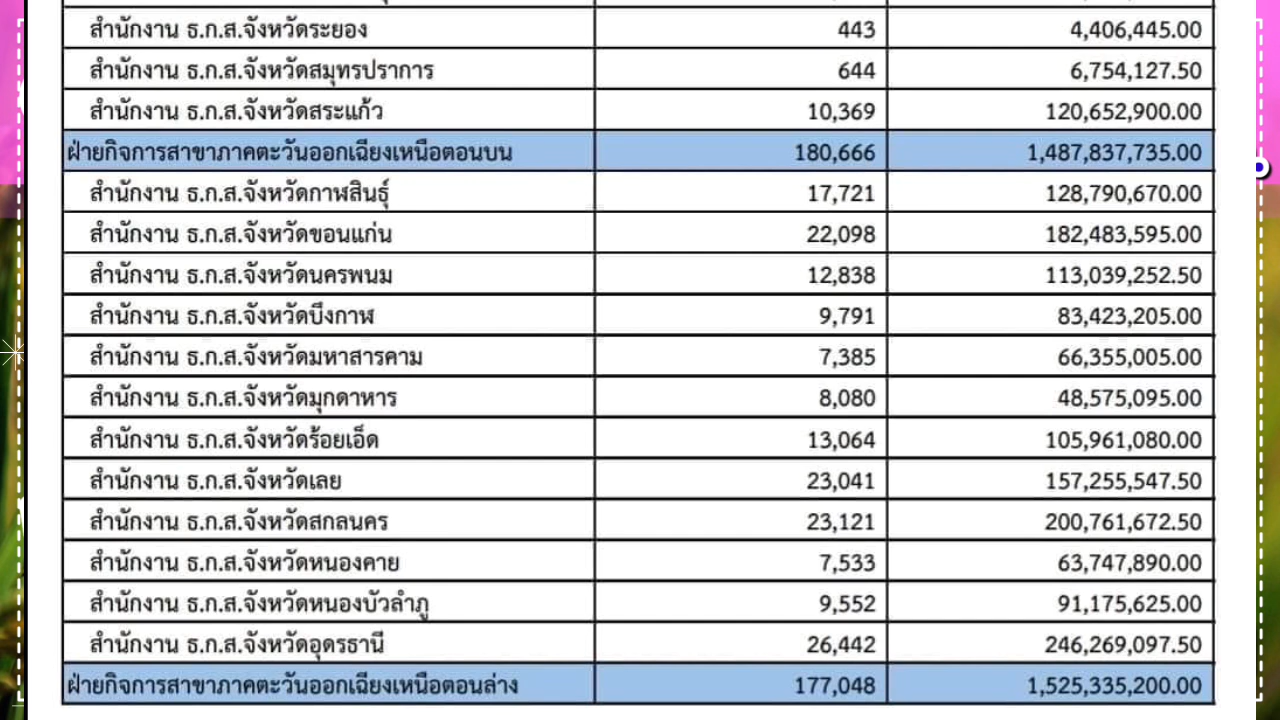 สำนักงาน ธ.ก.ส.จังหวัดระยอง 443 4,406,445.00
สำนักงาน ธ.ก.ส.จังหวัดสมุทรปราการ 644 6,754,127.50
สำนักงาน ธ.ก.ส.จังหวัดสระแก้ว 10,369 120,652,900.00
ฝ่ายกิจการสาขาภาคตะวันออกเฉียงเหนือตอนบน 180,666 1,487,837,735.00
สำนักงาน ธ.ก.ส.จังหวัดกาฬสินธุ์ 17,721 128,790,670.00
สำนักงาน ธ.ก.ส.จังหวัดขอนแก่น 22,098 182,483,595.00
สำนักงาน ธ.ก.ส.จังหวัดนครพนม 12,838 113,039,252.50
สำนักงาน ธ.ก.ส.จังหวัดบึงกาฬ 9,791 83,423,205.00
สำนักงาน ธ.ก.ส.จังหวัดมหาสารคาม 7,385 66,355,005.00
สำนักงาน ธ.ก.ส.จังหวัดมุกดาหาร 8,080 48,575,095.00
สำนักงาน ธ.ก.ส.จังหวัดร้อยเอ็ด 13,064 105,961,080.00
สำนักงาน ธ.ก.ส.จังหวัดเลย 23,041 157,255,547.50
สำนักงาน ธ.ก.ส.จังหวัดสกลนคร 23,121 200,761,672.50
สำนักงาน ธ.ก.ส.จังหวัดหนองคาย 7,533 63,747,890.00
สำนักงาน ธ.ก.ส.จังหวัดหนองบัวลำภู 9,552 91,175,625.00
สำนักงาน ธ.ก.ส.จังหวัดอุดรธานี 26,442 246,269,097.50
ฝ่ายกิจการสาขาภาคตะวันออกเฉียงเหนือตอนล่าง 177,048 1,525,335,200.00